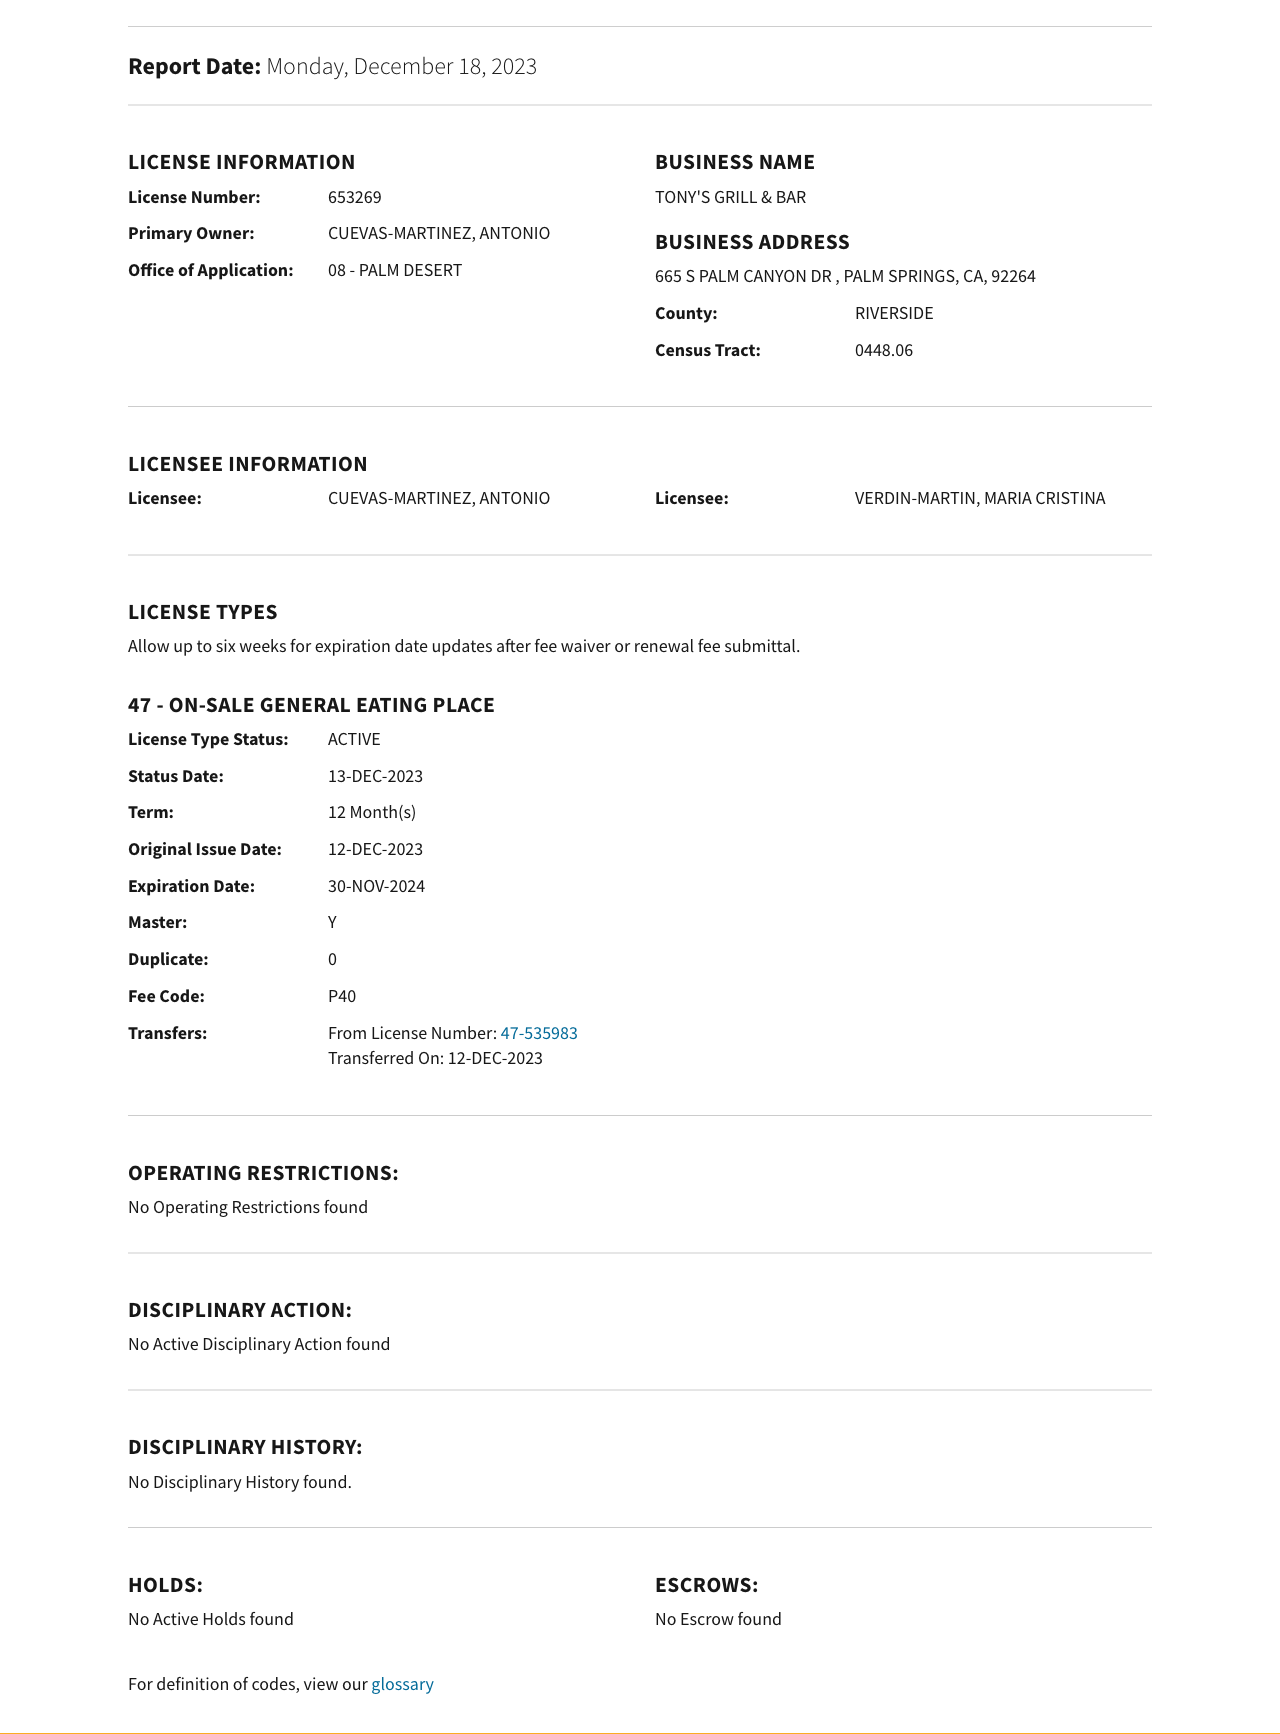 Report Date: Monday, December 18, 2023
LICENSE INFORMATION
License Number: 653269
Primary Owner: CUEVAS-MARTINEZ, ANTONIO
Office of Application: 08 - PALM DESERT
BUSINESS NAME
TONY'S GRILL & BAR
BUSINESS ADDRESS
665 S PALM CANYON DR , PALM SPRINGS, CA, 92264
County: RIVERSIDE
Census Tract: 0448.06
LICENSEE INFORMATION
Licensee: CUEVAS-MARTINEZ, ANTONIO
Licensee: VERDIN-MARTIN, MARIA CRISTINA
LICENSE TYPES
Allow up to six weeks for expiration date updates after fee waiver or renewal fee submittal.
47 - ON-SALE GENERAL EATING PLACE
License Type Status: ACTIVE
Status Date: 13-DEC-2023
Term: 12 Month(s)
Original Issue Date: 12-DEC-2023
Expiration Date: 30-NOV-2024
Master: Y
Duplicate: 0
Fee Code: P40
Transfers: From License Number: 47-535983
Transferred On: 12-DEC-2023
OPERATING RESTRICTIONS:
No Operating Restrictions found
DISCIPLINARY ACTION:
No Active Disciplinary Action found
DISCIPLINARY HISTORY:
No Disciplinary History found.
HOLDS:
No Active Holds found
ESCROWS:
No Escrow found
For definition of codes, view our glossary